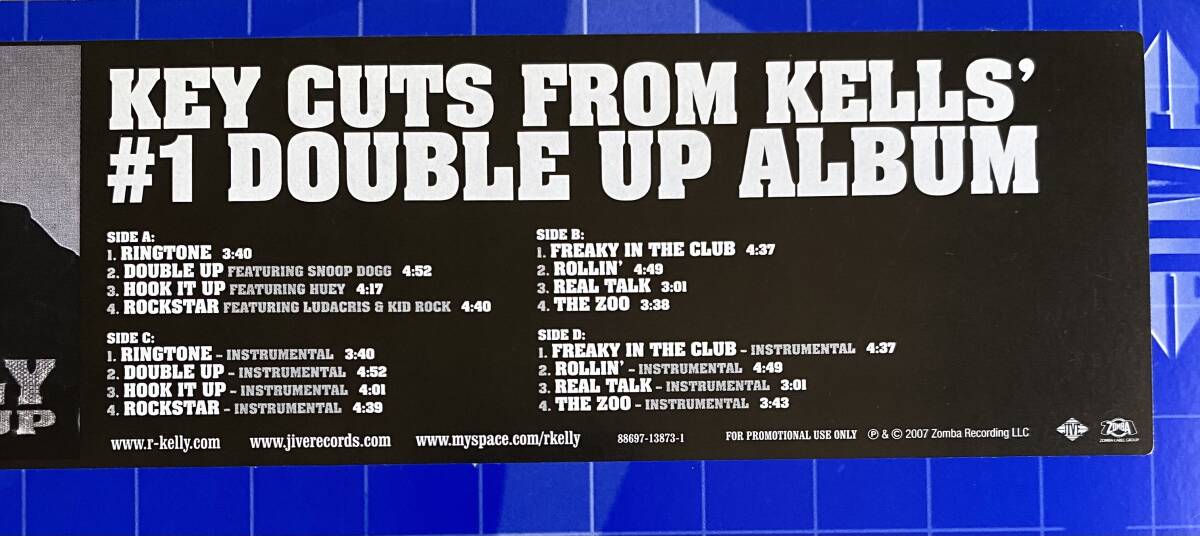 KEY CUTS FROM KELLS'
#1 DOUBLE UP ALBUM
SIDE A:
1. RINGTONE 3:40
2. DOUBLE UP FEATURING SNOOP DOGG 4:52
3. HOOK IT UP FEATURING HUEY 4:17
4. ROCKSTAR FEATURING LUDACRIS & KID ROCK 4:40
SIDE B:
1. FREAKY IN THE CLUB 4:37
2. ROLLIN' 4:49
3. REAL TALK 3:01
4. THE ZOO 3:38
SIDE C:
1. RINGTONE – INSTRUMENTAL 3:40
2. DOUBLE UP – INSTRUMENTAL 4:52
3. HOOK IT UP – INSTRUMENTAL 4:01
4. ROCKSTAR – INSTRUMENTAL 4:39
SIDE D:
1. FREAKY IN THE CLUB – INSTRUMENTAL 4:37
2. ROLLIN' – INSTRUMENTAL 4:49
3. REAL TALK – INSTRUMENTAL 3:01
4. THE ZOO – INSTRUMENTAL 3:43
LY
UP
www.r-kelly.com www.jiverecords.com www.myspace.com/rkelly 88697-13873-1 FOR PROMOTIONAL USE ONLY ℗ & © 2007 Zomba Recording LLC
JIVE
ZOMBA
ZOMBA LABEL GROUP